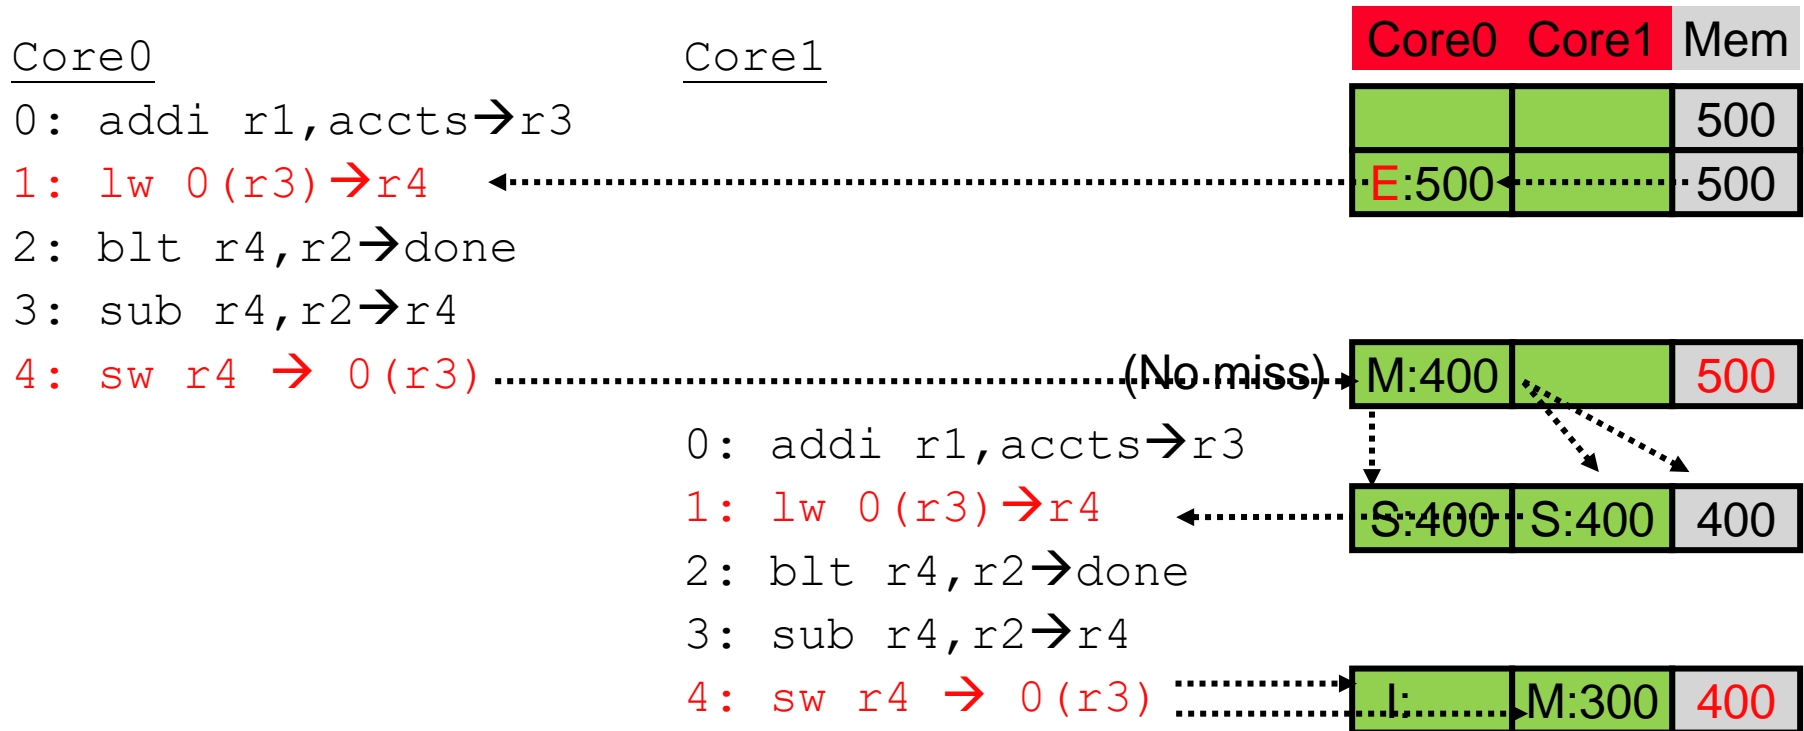 Core0 Core1 Core0 Core1 Mem
0: addi r1,accts→r3 500
1: lw 0(r3)→r4 E:500 500
2: blt r4,r2→done
3: sub r4,r2→r4
4: sw r4 → 0(r3) (No miss) M:400 500
0: addi r1,accts→r3
1: lw 0(r3)→r4 S:400 S:400 400
2: blt r4,r2→done
3: sub r4,r2→r4
4: sw r4 → 0(r3) I: M:300 400